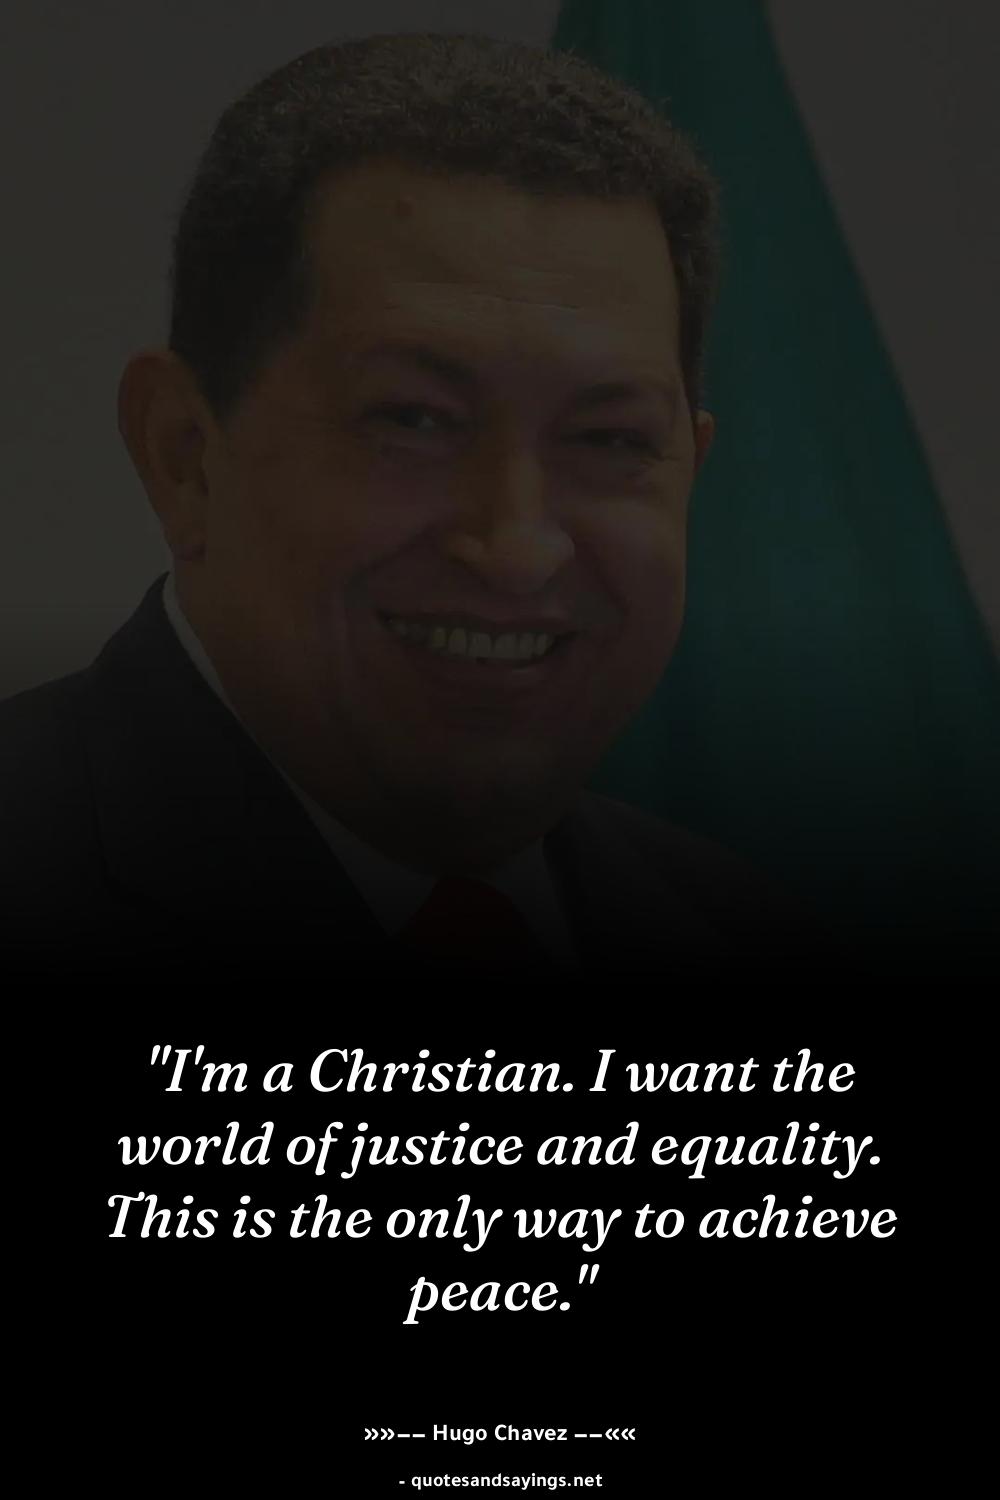 "I'm a Christian. I want the
world of justice and equality.
This is the only way to achieve
peace."
»»–– Hugo Chavez ––««
- quotesandsayings.net